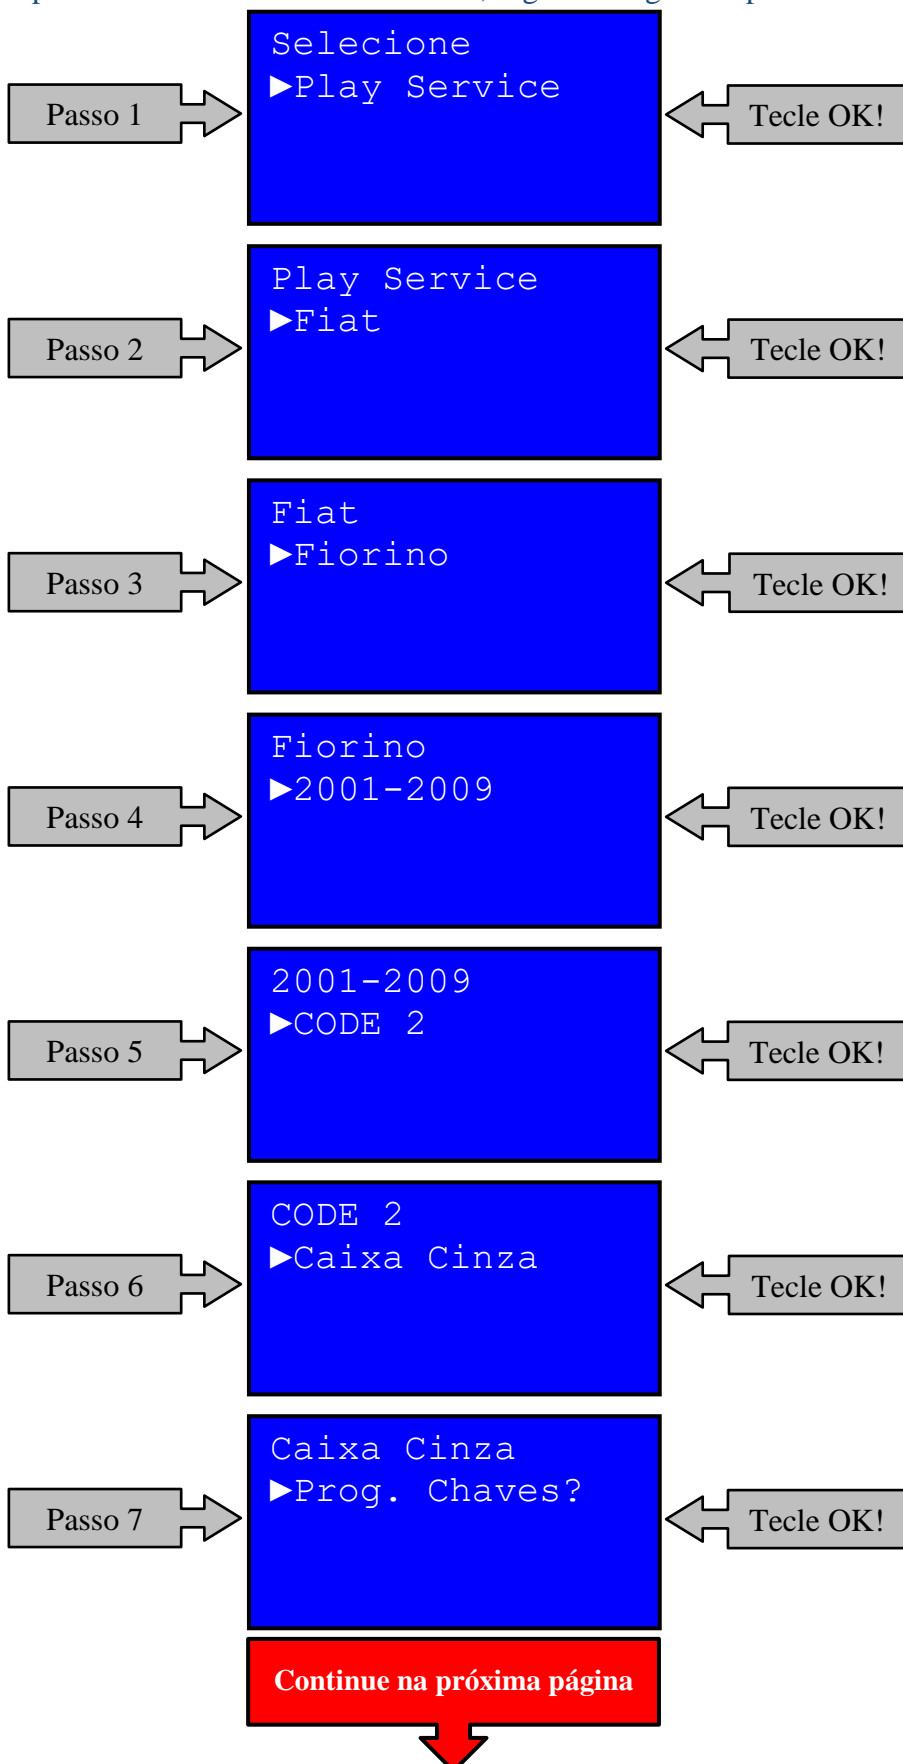 Passo 1
Selecione
►Play Service
Tecle OK!
Passo 2
Play Service
►Fiat
Tecle OK!
Passo 3
Fiat
►Fiorino
Tecle OK!
Passo 4
Fiorino
►2001-2009
Tecle OK!
Passo 5
2001-2009
►CODE 2
Tecle OK!
Passo 6
CODE 2
►Caixa Cinza
Tecle OK!
Passo 7
Caixa Cinza
►Prog. Chaves?
Tecle OK!
Continue na próxima página